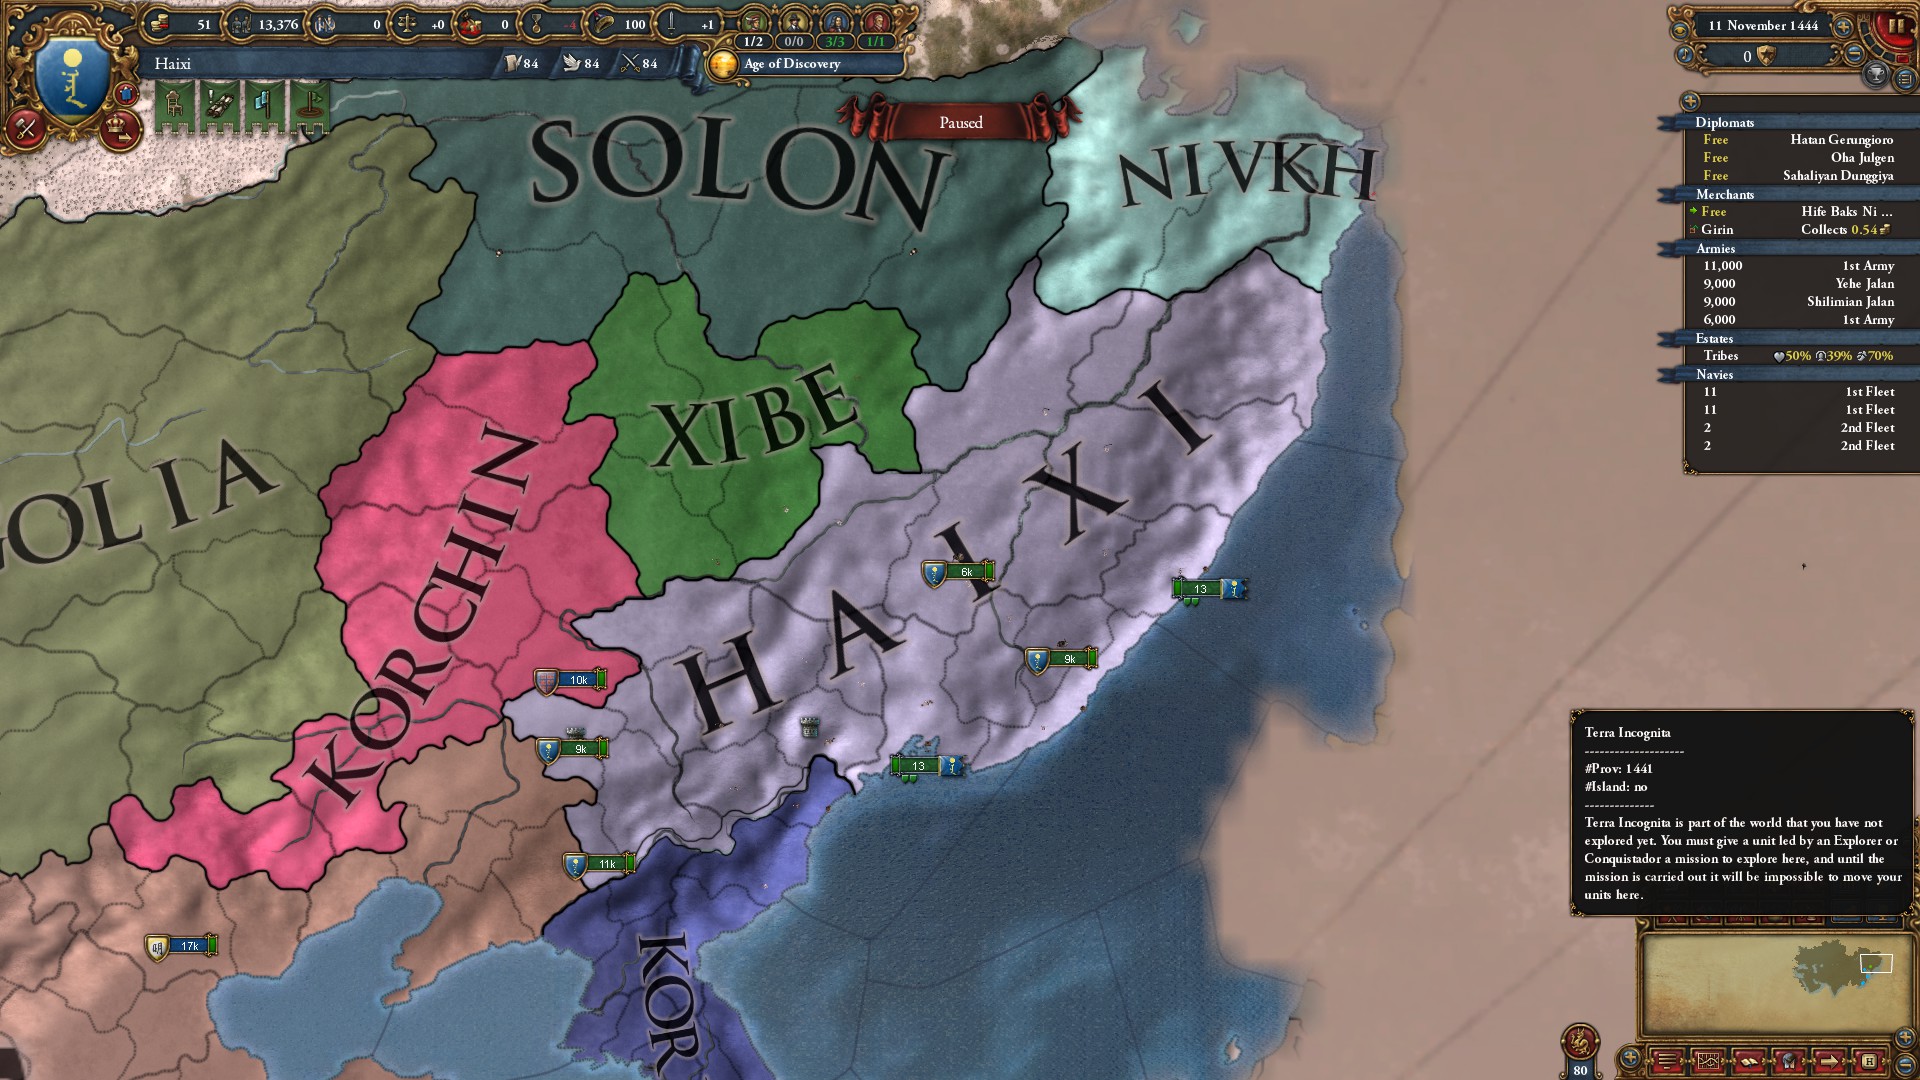 51
13,376
0
+0
0
-4
100
+1
1/2
0/0
3/3
1/1
11 November 1444
0
Haixi
84
84
84
Age of Discovery
Paused
Diplomats
Free Hatan Gerungioro
Free Oha Julgen
Free Sahaliyan Dunggiya
Merchants
Free Hife Baks Ni ...
Girin Collects 0.54
Armies
11,000 1st Army
9,000 Yehe Jalan
9,000 Shilimian Jalan
6,000 1st Army
Estates
Tribes 50% 39% 70%
Navies
11 1st Fleet
11 1st Fleet
2 2nd Fleet
2 2nd Fleet
SOLON
NIVKH
XIBE
GOLIA
KORCHIN
HAIXI
KOR
6k
13
9k
10k
9k
13
11k
17k
Terra Incognita
--------------------
#Prov: 1441
#Island: no
--------------
Terra Incognita is part of the world that you have not
explored yet. You must give a unit led by an Explorer or
Conquistador a mission to explore here, and until the
mission is carried out it will be impossible to move your
units here.
80
H